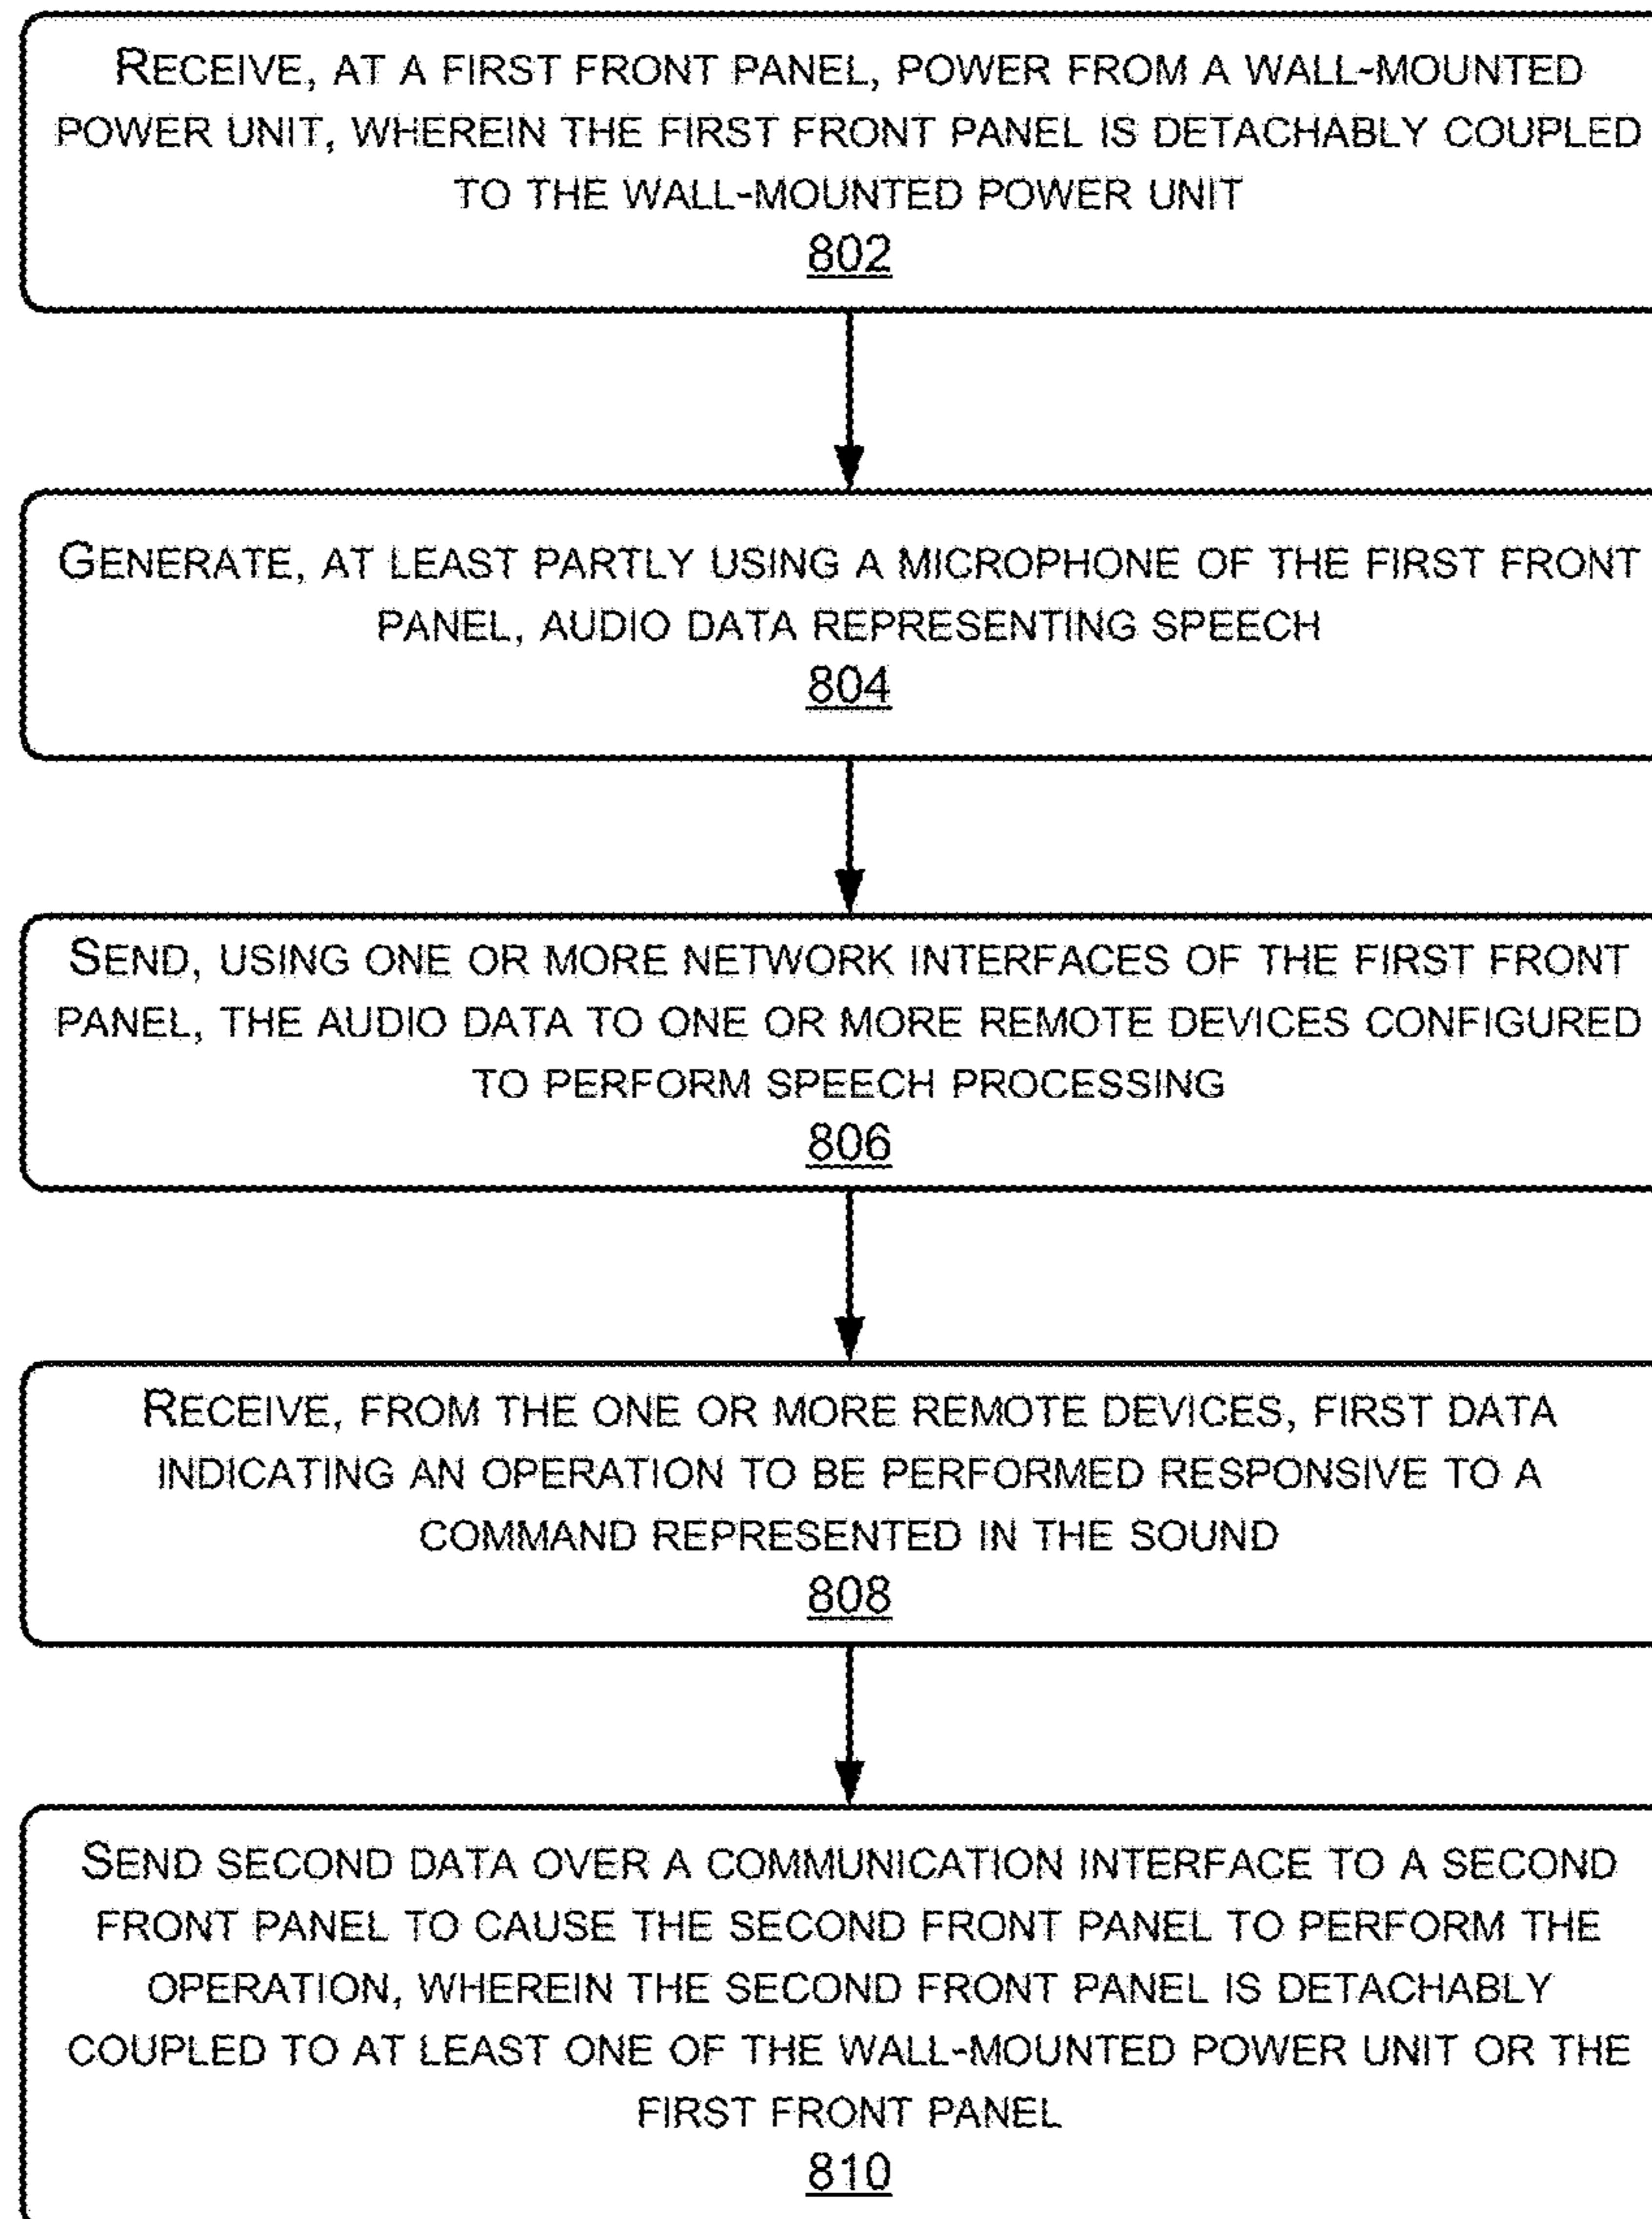 RECEIVE, AT A FIRST FRONT PANEL, POWER FROM A WALL-MOUNTED
POWER UNIT, WHEREIN THE FIRST FRONT PANEL IS DETACHABLY COUPLED
TO THE WALL-MOUNTED POWER UNIT
802
GENERATE, AT LEAST PARTLY USING A MICROPHONE OF THE FIRST FRONT
PANEL, AUDIO DATA REPRESENTING SPEECH
804
SEND, USING ONE OR MORE NETWORK INTERFACES OF THE FIRST FRONT
PANEL, THE AUDIO DATA TO ONE OR MORE REMOTE DEVICES CONFIGURED
TO PERFORM SPEECH PROCESSING
806
RECEIVE, FROM THE ONE OR MORE REMOTE DEVICES, FIRST DATA
INDICATING AN OPERATION TO BE PERFORMED RESPONSIVE TO A
COMMAND REPRESENTED IN THE SOUND
808
SEND SECOND DATA OVER A COMMUNICATION INTERFACE TO A SECOND
FRONT PANEL TO CAUSE THE SECOND FRONT PANEL TO PERFORM THE
OPERATION, WHEREIN THE SECOND FRONT PANEL IS DETACHABLY
COUPLED TO AT LEAST ONE OF THE WALL-MOUNTED POWER UNIT OR THE
FIRST FRONT PANEL
810